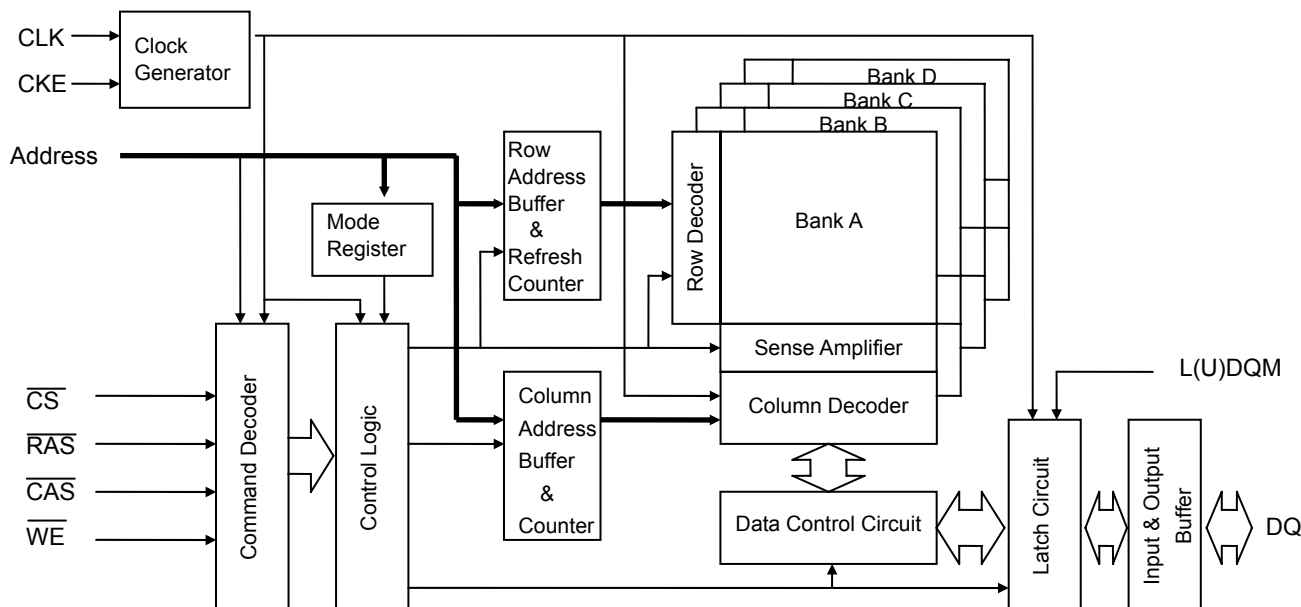 CLK
CKE
Clock
Generator
Address
Mode
Register
Row
Address
Buffer
&
Refresh
Counter
Bank D
Bank C
Bank B
Bank A
Row Decoder
Sense Amplifier
Column Decoder
CS
RAS
CAS
WE
Command Decoder
Control Logic
Column
Address
Buffer
&
Counter
Data Control Circuit
L(U)DQM
Latch Circuit
Input & Output
Buffer
DQ